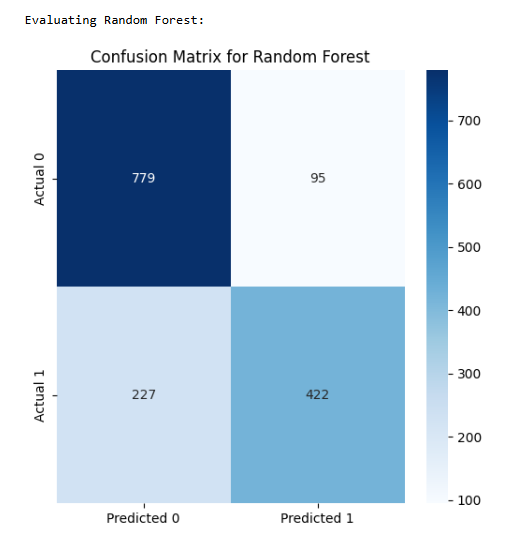 Evaluating Random Forest:
Confusion Matrix for Random Forest
Actual 0
779
95
Actual 1
227
422
Predicted 0
Predicted 1
700
600
500
400
300
200
100